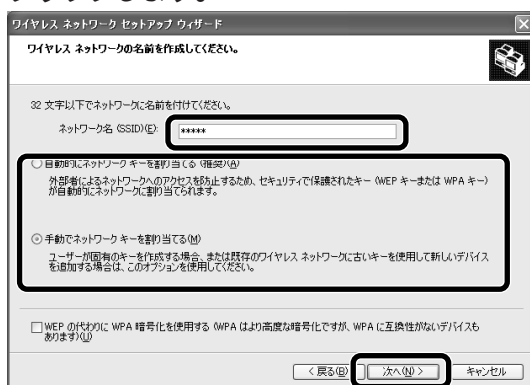 ワイヤレス ネットワーク セットアップ ウィザード
ワイヤレス ネットワークの名前を作成してください。
32 文字以下でネットワークに名前を付けてください。
ネットワーク名 (SSID)(E):
*****
自動的にネットワーク キーを割り当てる (推奨)(A)
外部者によるネットワークへのアクセスを防止するため、セキュリティで保護されたキー (WEP キーまたは WPA キー)
が自動的にネットワークに割り当てられます。
手動でネットワーク キーを割り当てる(M)
ユーザーが固有のキーを作成する場合、または既存のワイヤレス ネットワークに古いキーを使用して新しいデバイス
を追加する場合は、このオプションを使用してください。
WEP の代わりに WPA 暗号化を使用する (WPA はより高度な暗号化ですが、WPA に互換性がないデバイスも
あります)(U)
< 戻る(B)
次へ(N) >
キャンセル